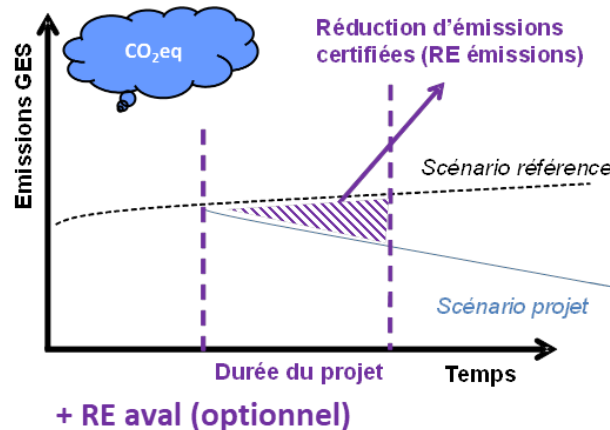 CO₂eq
Réduction d'émissions
certifiées (RE émissions)
Emissions GES
Scénario référence
Scénario projet
Durée du projet
Temps
+ RE aval (optionnel)